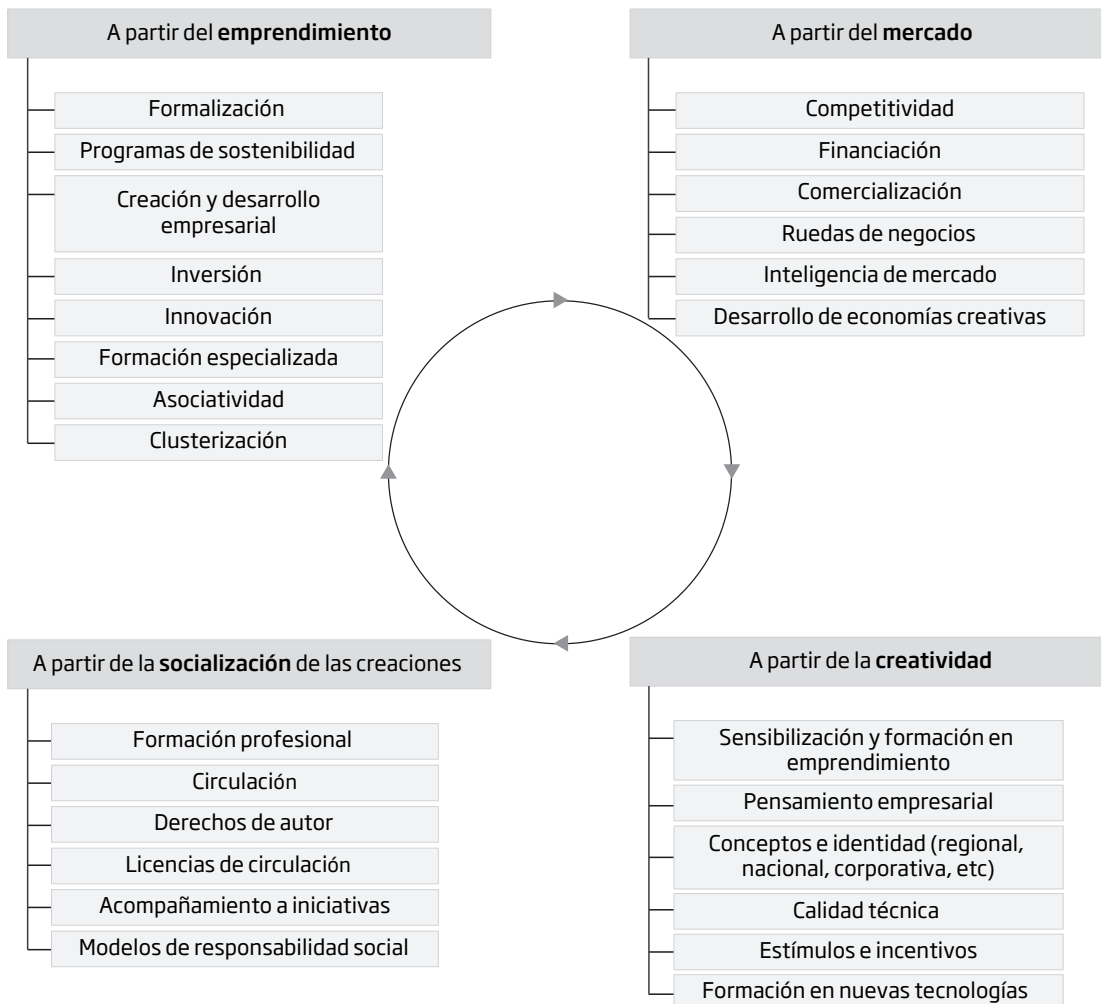 A partir del emprendimiento
Formalización
Programas de sostenibilidad
Creación y desarrollo
empresarial
Inversión
Innovación
Formación especializada
Asociatividad
Clusterización
A partir del mercado
Competitividad
Financiación
Comercialización
Ruedas de negocios
Inteligencia de mercado
Desarrollo de economías creativas
A partir de la socialización de las creaciones
Formación profesional
Circulación
Derechos de autor
Licencias de circulación
Acompañamiento a iniciativas
Modelos de responsabilidad social
A partir de la creatividad
Sensibilización y formación en
emprendimiento
Pensamiento empresarial
Conceptos e identidad (regional,
nacional, corporativa, etc)
Calidad técnica
Estímulos e incentivos
Formación en nuevas tecnologías